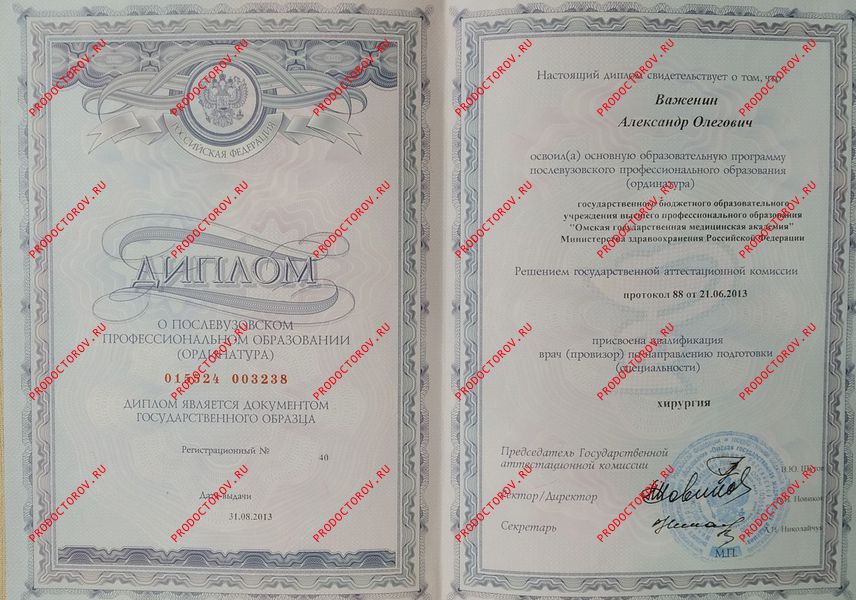 РОССИЙСКАЯ ФЕДЕРАЦИЯ
ДИПЛОМ
О ПОСЛЕВУЗОВСКОМ
ПРОФЕССИОНАЛЬНОМ ОБРАЗОВАНИИ
(ОРДИНАТУРА)
015524 003238
ДИПЛОМ ЯВЛЯЕТСЯ ДОКУМЕНТОМ
ГОСУДАРСТВЕННОГО ОБРАЗЦА
Регистрационный № 40
Дата выдачи
31.08.2013
Настоящий диплом свидетельствует о том, что
Важенин
Александр Олегович
освоил(а) основную образовательную программу
послевузовского профессионального образования
(ординатура)
государственного бюджетного образовательного
учреждения высшего профессионального образования
"Омская государственная медицинская академия"
Министерства здравоохранения Российской Федерации
Решением государственной аттестационной комиссии
протокол 88 от 21.06.2013
присвоена квалификация
врач (провизор) по направлению подготовки
(специальности)
хирургия
Председатель Государственной
аттестационной комиссии
Ректор/Директор Новиков
Секретарь Николайчук
М.П.
PRODOCTOROV.RU